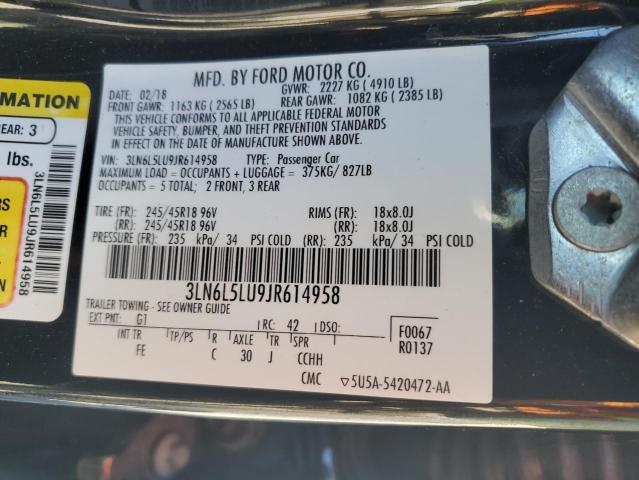 MFD. BY FORD MOTOR CO.
DATE: 02/18 GVWR: 2227 KG ( 4910 LB)
FRONT GAWR: 1163 KG ( 2565 LB) REAR GAWR: 1082 KG ( 2385 LB)
THIS VEHICLE CONFORMS TO ALL APPLICABLE FEDERAL MOTOR
VEHICLE SAFETY, BUMPER, AND THEFT PREVENTION STANDARDS
IN EFFECT ON THE DATE OF MANUFACTURE SHOWN ABOVE.
VIN: 3LN6L5LU9JR614958 TYPE: Passenger Car
MAXIMUM LOAD = OCCUPANTS + LUGGAGE = 375KG/ 827LB
OCCUPANTS = 5 TOTAL; 2 FRONT, 3 REAR
TIRE (FR): 245/45R18 96V RIMS (FR): 18x8.0J
(RR): 245/45R18 96V (RR): 18x8.0J
PRESSURE (FR): 235 kPa/ 34 PSI COLD (RR): 235 kPa/ 34 PSI COLD
3LN6L5LU9JR614958
TRAILER TOWING - SEE OWNER GUIDE
EXT PNT: G1 RC: 42 DSO: F0067
INT TR TP/PS R AXLE TR SPR R0137
FE C 30 J CCHH
CMC ▽5U5A-5420472-AA
RMATION
EAR: 3
lbs.
RS
R
3LN6L5LU9JR614958